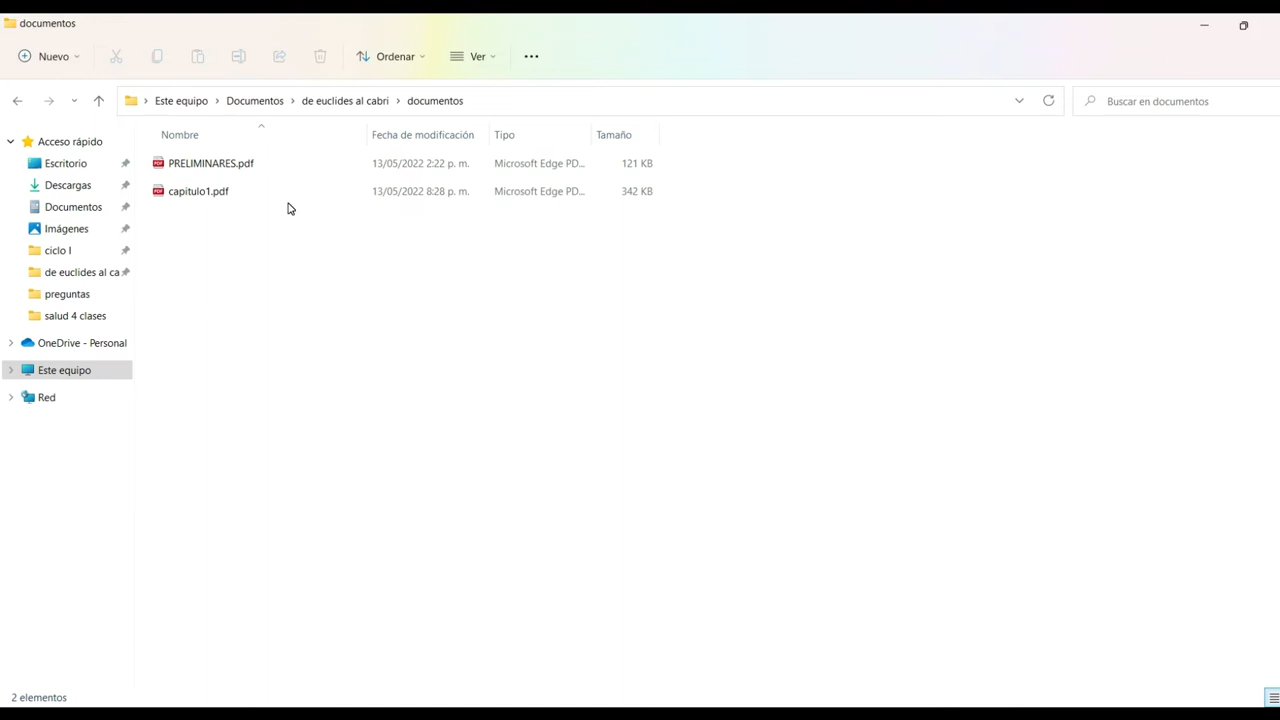 documentos
Nuevo
Ordenar
Ver
Este equipo > Documentos > de euclides al cabri > documentos
Buscar en documentos
Nombre Fecha de modificación Tipo Tamaño
PRELIMINARES.pdf 13/05/2022 2:22 p. m. Microsoft Edge PD... 121 KB
capitulo1.pdf 13/05/2022 8:28 p. m. Microsoft Edge PD... 342 KB
Acceso rápido
Escritorio
Descargas
Documentos
Imágenes
ciclo I
de euclides al ca
preguntas
salud 4 clases
OneDrive - Personal
Este equipo
Red
2 elementos